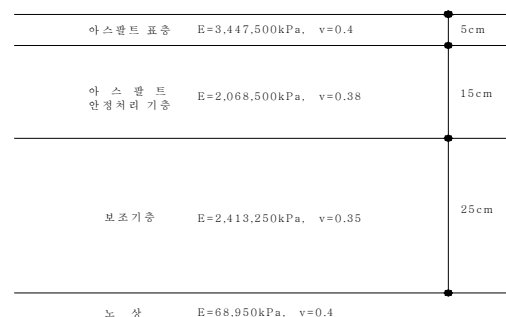 아스팔트 표층 E=3,447,500kPa, v=0.4 5cm
아 스 팔 트
안정처리 기층 E=2,068,500kPa, v=0.38 15cm
보조기층 E=2,413,250kPa, v=0.35 25cm
노 상 E=68,950kPa, v=0.4